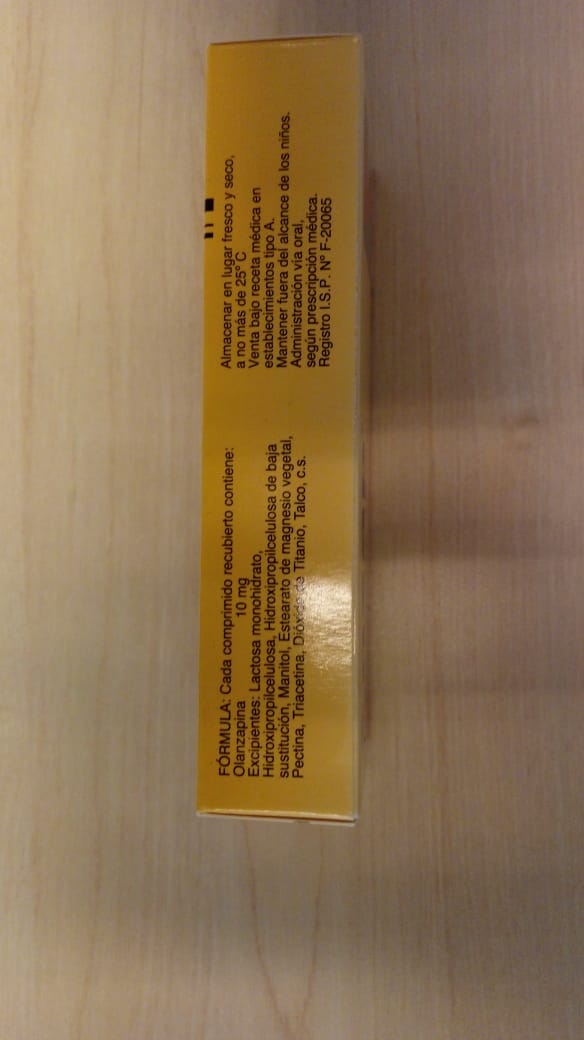 FÓRMULA: Cada comprimido recubierto contiene:
Olanzapina 10 mg
Excipientes: Lactosa monohidrato,
Hidroxipropilcelulosa, Hidroxipropilcelulosa de baja
sustitución, Manitol, Estearato de magnesio vegetal,
Pectina, Triacetina, Dióxido de Titanio, Talco, c.s.
Almacenar en lugar fresco y seco,
a no más de 25° C
Venta bajo receta médica en
establecimientos tipo A.
Mantener fuera del alcance de los niños.
Administración vía oral,
según prescripción médica.
Registro I.S.P. N° F-20065